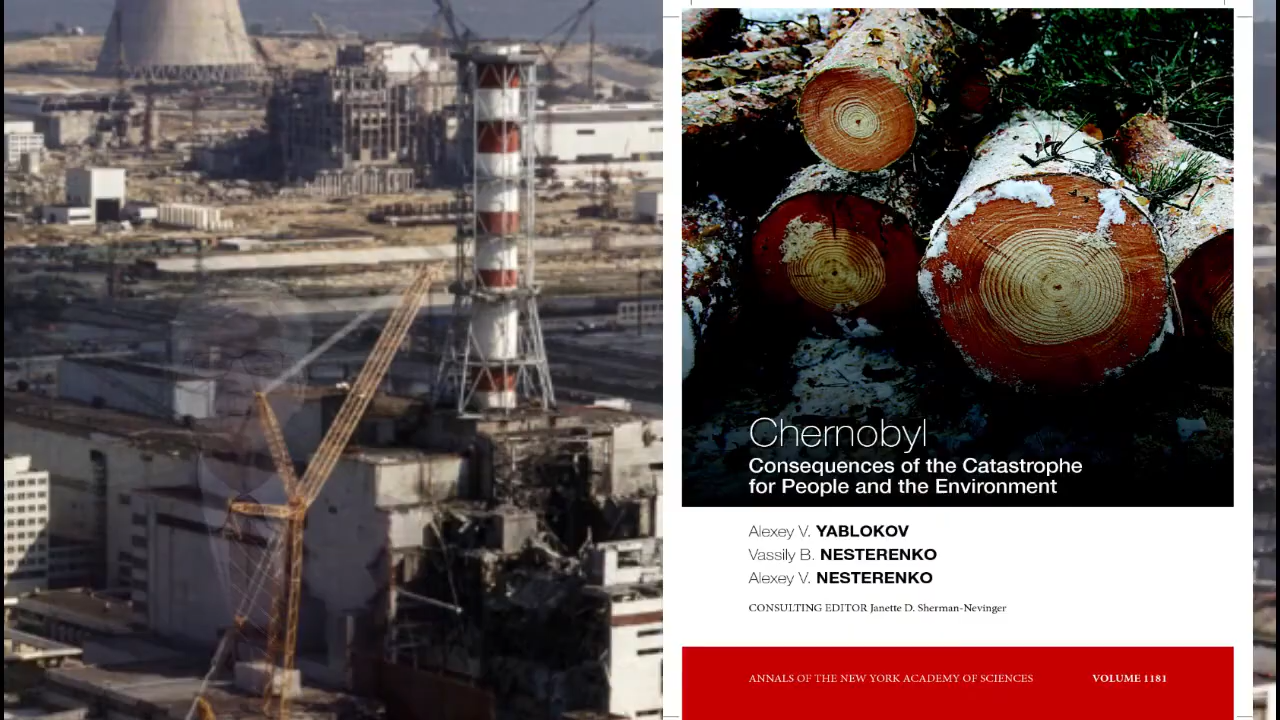 Chernobyl
Consequences of the Catastrophe
for People and the Environment
Alexey V. YABLOKOV
Vassily B. NESTERENKO
Alexey V. NESTERENKO
CONSULTING EDITOR Janette D. Sherman-Nevinger
ANNALS OF THE NEW YORK ACADEMY OF SCIENCES VOLUME 1181